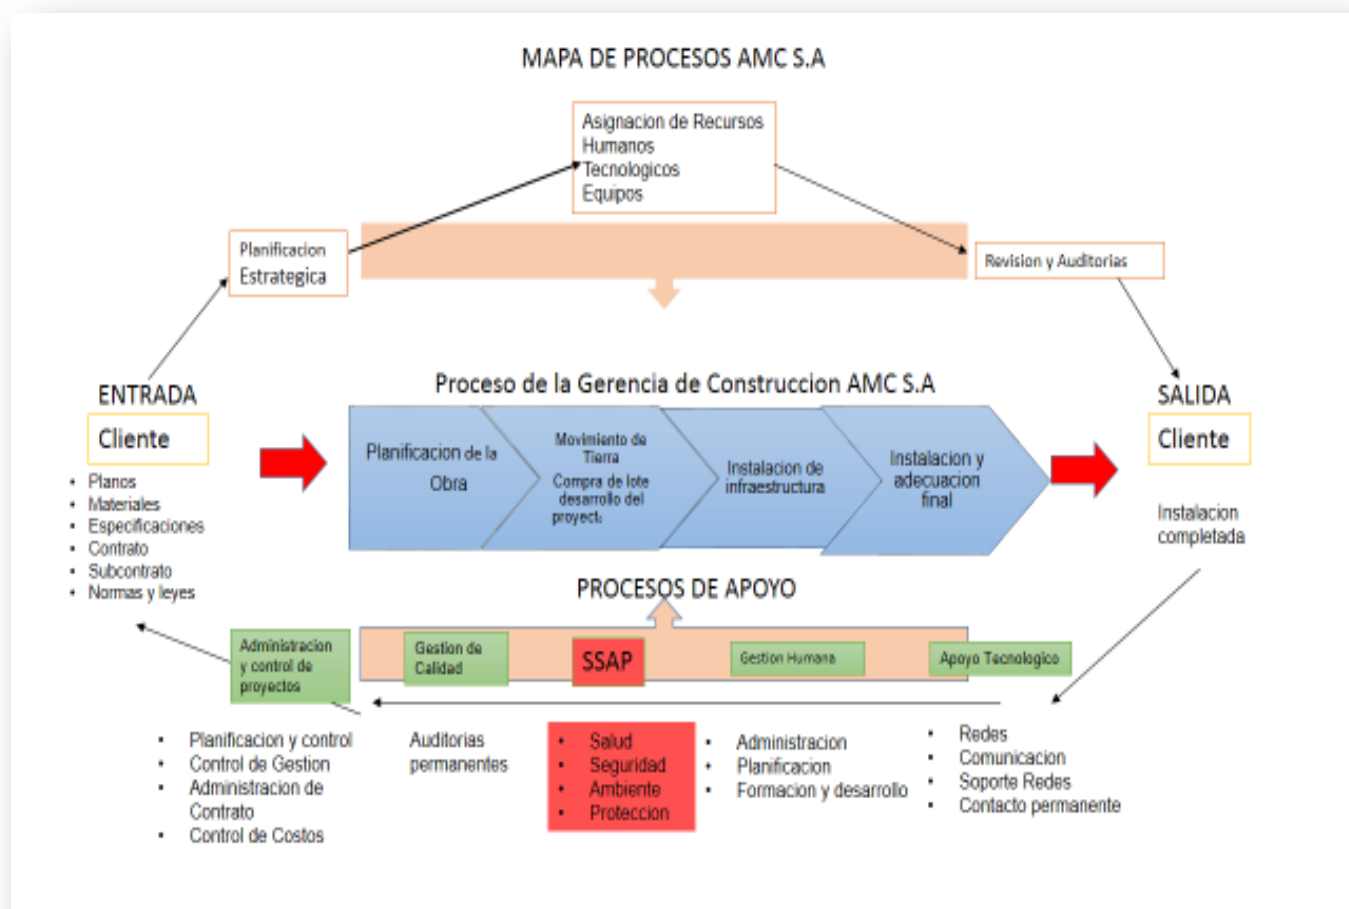 MAPA DE PROCESOS AMC S.A
Asignacion de Recursos
Humanos
Tecnologicos
Equipos
Planificacion
Estrategica
Revision y Auditorias
ENTRADA
Cliente
• Planos
• Materiales
• Especificaciones
• Contrato
• Subcontrato
• Normas y leyes
Proceso de la Gerencia de Construccion AMC S.A
Planificacion de la
Obra
Movimiento de
Tierra
Compra de lote
desarrollo del
proyect
Instalacion de
infraestructura
Instalacion y
adecuacion
final
SALIDA
Cliente
Instalacion
completada
PROCESOS DE APOYO
Administracion
y control de
proyectos
Gestion de
Calidad
SSAP
Gestion Humana
Apoyo Tecnologico
• Planificacion y control
• Control de Gestion
• Administracion de
Contrato
• Control de Costos
Auditorias
permanentes
• Salud
• Seguridad
• Ambiente
• Proteccion
• Administracion
• Planificacion
• Formacion y desarrollo
• Redes
• Comunicacion
• Soporte Redes
• Contacto permanente